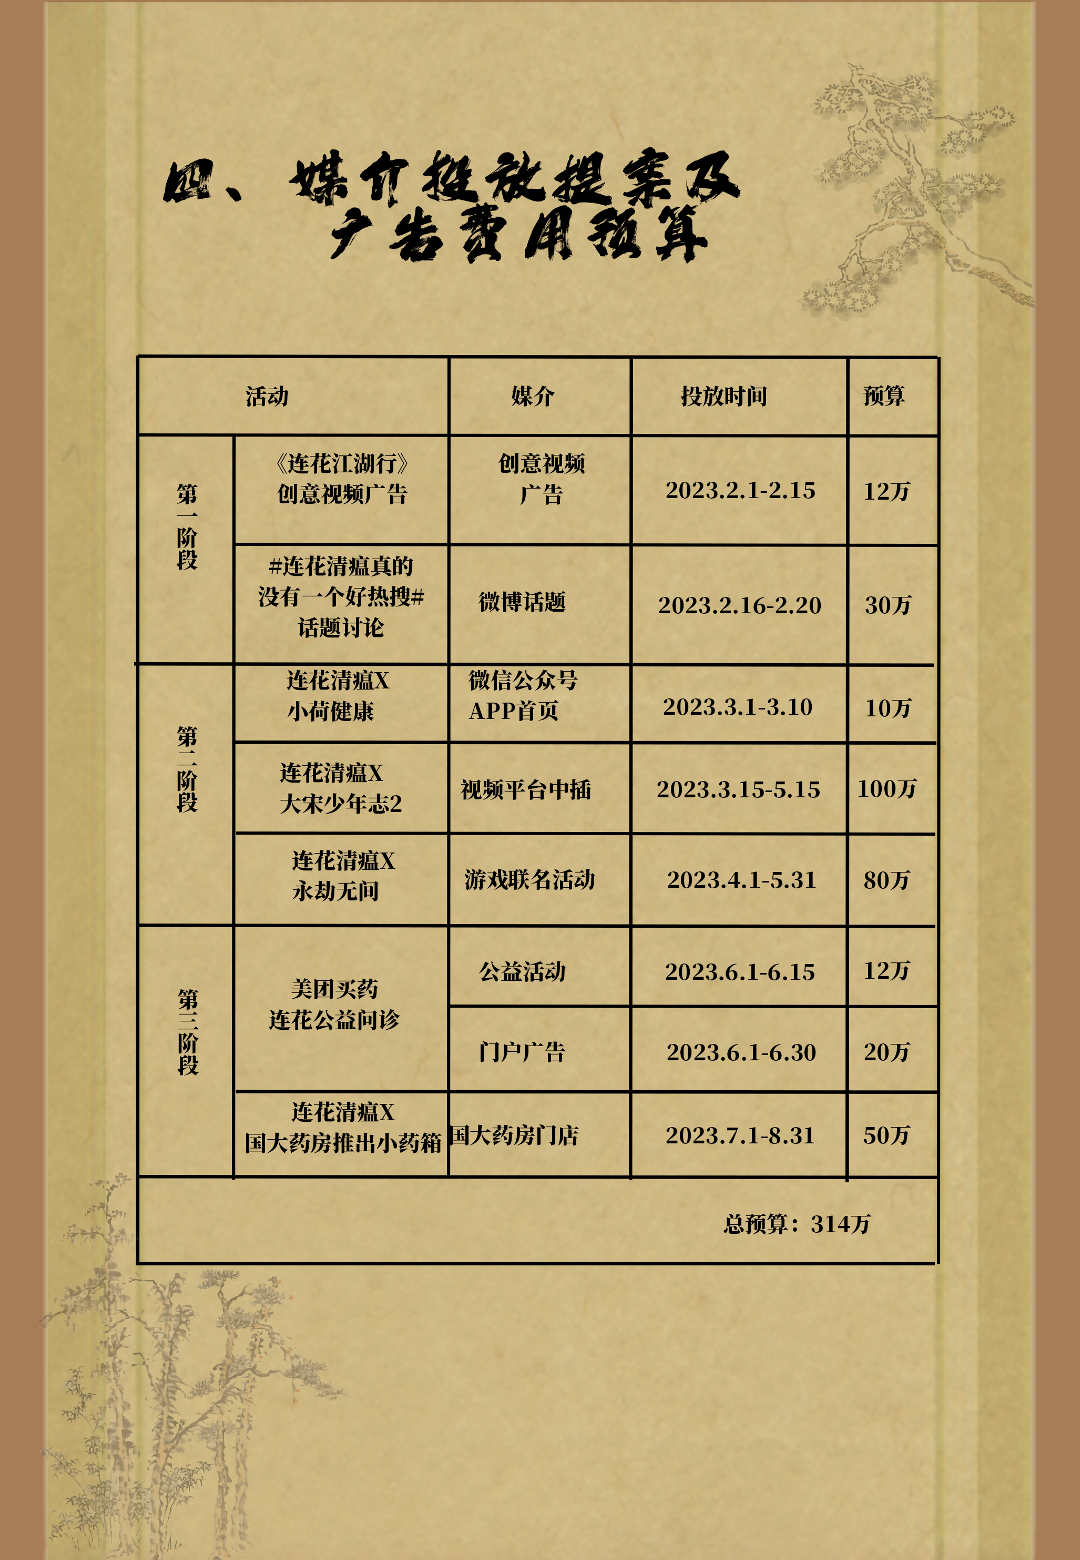 四、媒介投放提案及
广告费用预算
活动
媒介
投放时间
预算
第一阶段
《连花江湖行》
创意视频广告
创意视频
广告
2023.2.1-2.15
12万
#连花清瘟真的
没有一个好热搜#
话题讨论
微博话题
2023.2.16-2.20
30万
第二阶段
连花清瘟X
小荷健康
微信公众号
APP首页
2023.3.1-3.10
10万
连花清瘟X
大宋少年志2
视频平台中插
2023.3.15-5.15
100万
连花清瘟X
永劫无间
游戏联名活动
2023.4.1-5.31
80万
第三阶段
美团买药
连花公益问诊
公益活动
2023.6.1-6.15
12万
门户广告
2023.6.1-6.30
20万
连花清瘟X
国大药房推出小药箱
国大药房门店
2023.7.1-8.31
50万
总预算：314万